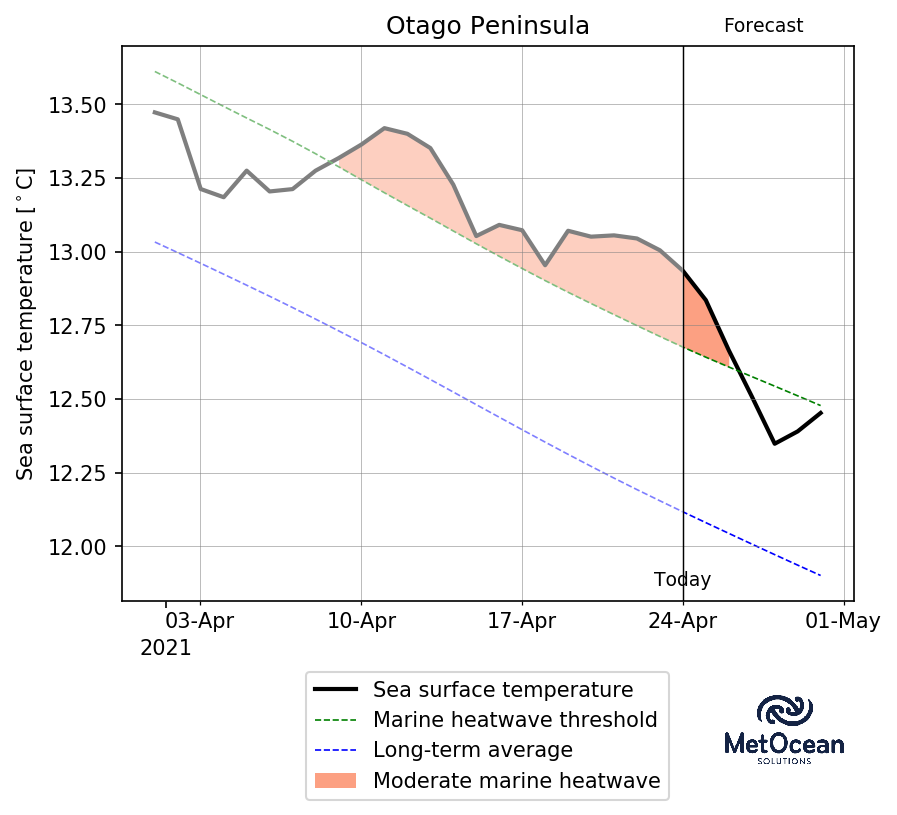 Otago Peninsula
Forecast
Sea surface temperature [°C]
13.50
13.25
13.00
12.75
12.50
12.25
12.00
Today
03-Apr
10-Apr
17-Apr
24-Apr
01-May
2021
Sea surface temperature
Marine heatwave threshold
Long-term average
Moderate marine heatwave
MetOcean
SOLUTIONS